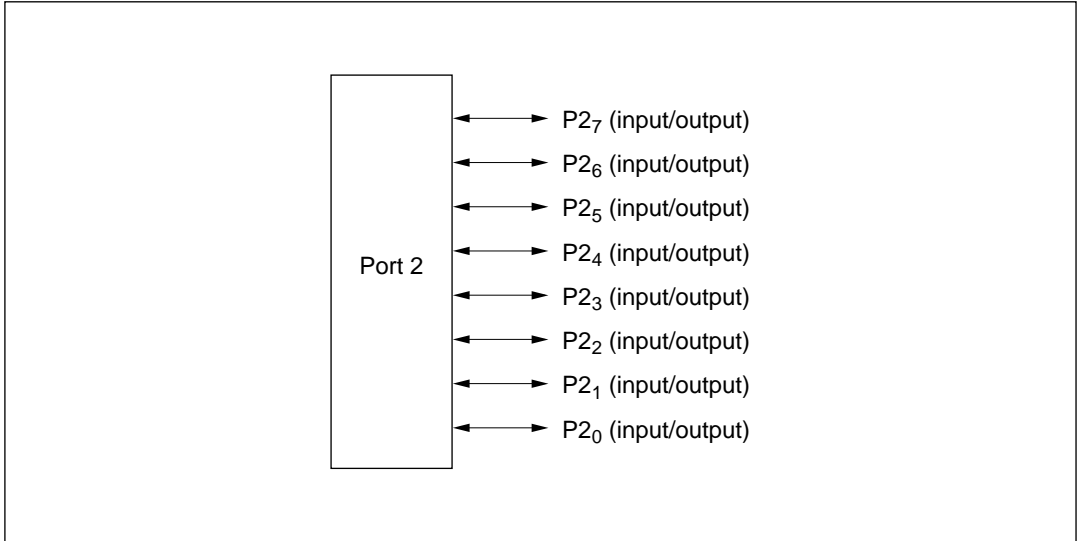 P2₇ (input/output)
P2₆ (input/output)
P2₅ (input/output)
P2₄ (input/output)
Port 2
P2₃ (input/output)
P2₂ (input/output)
P2₁ (input/output)
P2₀ (input/output)